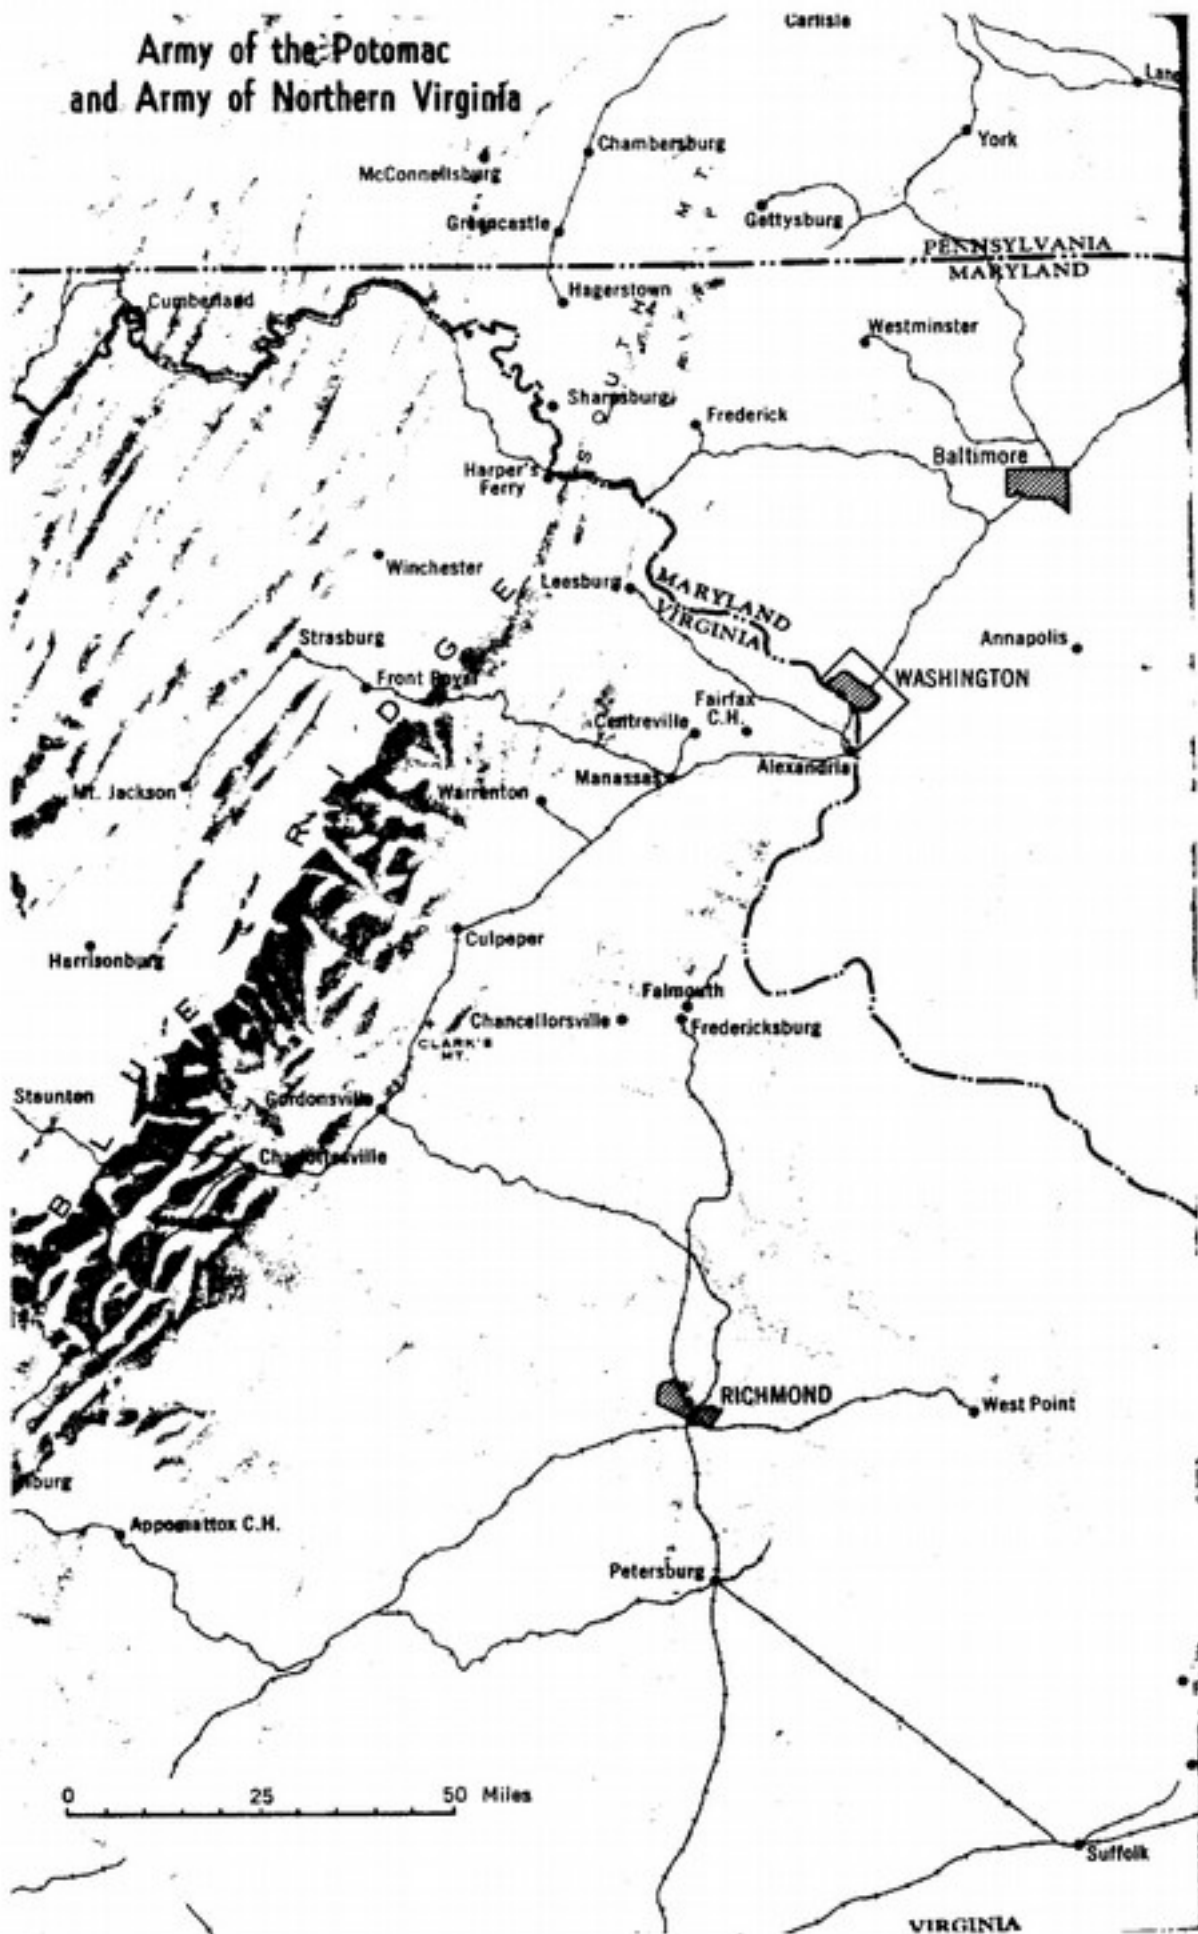 Army of the Potomac
and Army of Northern Virginia
Carlisle
Lan
Chambersburg
York
McConnellsburg
Gettysburg
Greencastle
PENNSYLVANIA
MARYLAND
Hagerstown
Cumberland
Westminster
Sharpsburg
Frederick
Baltimore
Harper's
Ferry
Winchester
Leesburg
MARYLAND
VIRGINIA
Annapolis
Strasburg
Front Royal
WASHINGTON
Fairfax
C.H.
Centreville
Alexandria
Manassas
Mt. Jackson
Warrenton
BLUE RIDGE
Culpeper
Harrisonburg
Falmouth
Chancellorsville
Fredericksburg
CLARK'S
MT.
Staunton
Gordonsville
Charlottesville
RICHMOND
West Point
burg
Appomattox C.H.
Petersburg
0 25 50 Miles
Suffolk
VIRGINIA